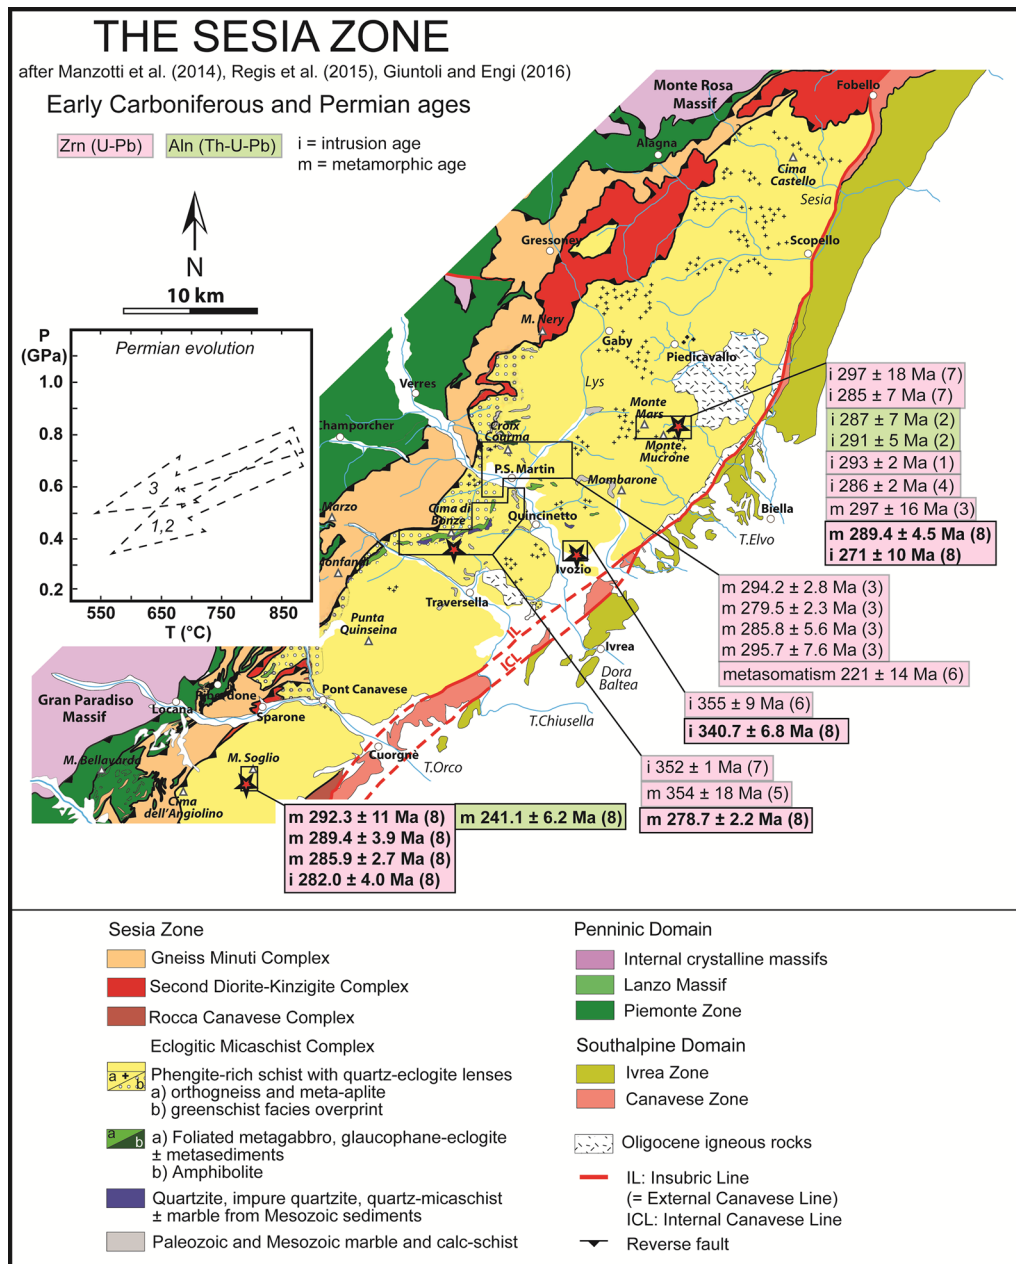 THE SESIA ZONE
after Manzotti et al. (2014), Regis et al. (2015), Giuntoli and Engi (2016)
Early Carboniferous and Permian ages
Zrn (U-Pb)
Aln (Th-U-Pb)
i = intrusion age
m = metamorphic age
N
10 km
P
(GPa)
Permian evolution
1.0
0.8
0.6
0.4
0.2
3
1,2
550
650
750
850
T (°C)
Monte Rosa
Massif
Fobello
Alagna
Cima
Castello
Sesia
Scopello
Gressoney
M. Nery
Gaby
Piedicavallo
Lys
Verres
Champorcher
Croix
Courma
Monte
Mars
Monte
Mucrone
P.S. Martin
Mombarone
Marzo
Cima di
Bonze
Quincinetto
Biella
T.Elvo
Ivozio
Traversella
Punta
Quinseina
IL
ICL
Ivrea
Dora
Baltea
T.Chiusella
Pont Canavese
Gran Paradiso
Massif
Locana
Sparone
M. Bellavarda
M. Soglio
Cuorgnè
T.Orco
Cima
dell'Angiolino
i 297 ± 18 Ma (7)
i 285 ± 7 Ma (7)
i 287 ± 7 Ma (2)
i 291 ± 5 Ma (2)
i 293 ± 2 Ma (1)
i 286 ± 2 Ma (4)
m 297 ± 16 Ma (3)
m 289.4 ± 4.5 Ma (8)
i 271 ± 10 Ma (8)
m 294.2 ± 2.8 Ma (3)
m 279.5 ± 2.3 Ma (3)
m 285.8 ± 5.6 Ma (3)
m 295.7 ± 7.6 Ma (3)
metasomatism 221 ± 14 Ma (6)
i 355 ± 9 Ma (6)
i 340.7 ± 6.8 Ma (8)
i 352 ± 1 Ma (7)
m 354 ± 18 Ma (5)
m 278.7 ± 2.2 Ma (8)
m 292.3 ± 11 Ma (8)
m 289.4 ± 3.9 Ma (8)
m 285.9 ± 2.7 Ma (8)
i 282.0 ± 4.0 Ma (8)
m 241.1 ± 6.2 Ma (8)
Sesia Zone
Gneiss Minuti Complex
Second Diorite-Kinzigite Complex
Rocca Canavese Complex
Eclogitic Micaschist Complex
a
b
Phengite-rich schist with quartz-eclogite lenses
a) orthogneiss and meta-aplite
b) greenschist facies overprint
a
b
a) Foliated metagabbro, glaucophane-eclogite
± metasediments
b) Amphibolite
Quartzite, impure quartzite, quartz-micaschist
± marble from Mesozoic sediments
Paleozoic and Mesozoic marble and calc-schist
Penninic Domain
Internal crystalline massifs
Lanzo Massif
Piemonte Zone
Southalpine Domain
Ivrea Zone
Canavese Zone
Oligocene igneous rocks
IL: Insubric Line
(= External Canavese Line)
ICL: Internal Canavese Line
Reverse fault